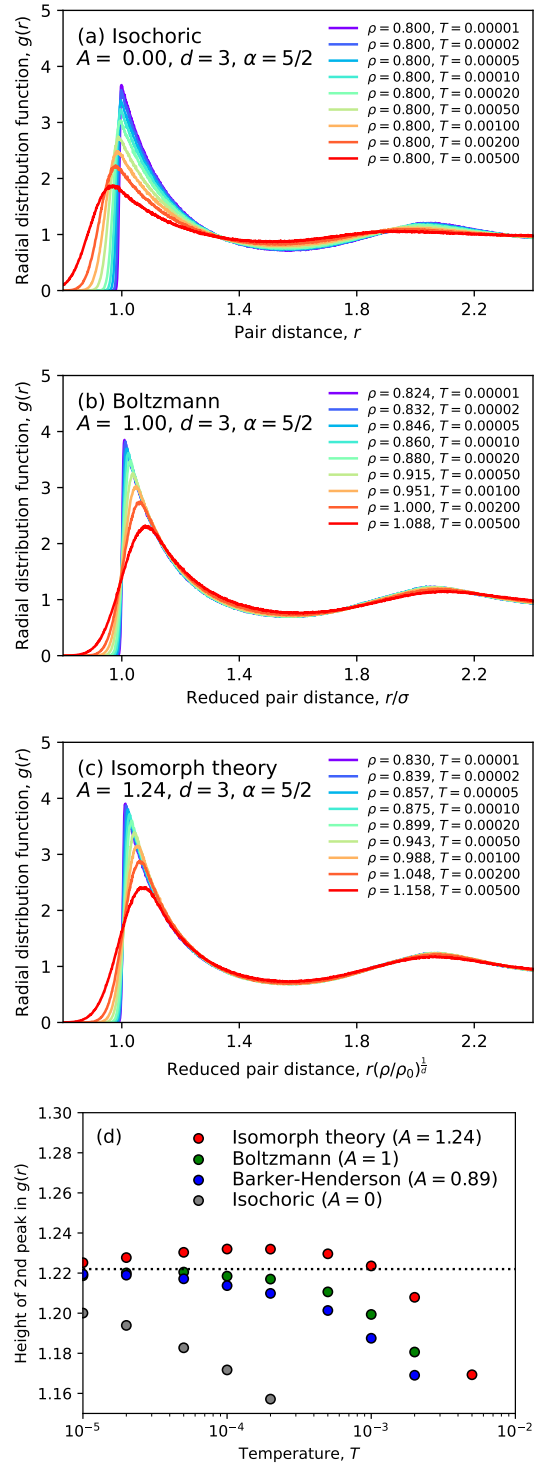 (a) Isochoric
A = 0.00, d = 3, α = 5/2
ρ = 0.800, T = 0.00001
ρ = 0.800, T = 0.00002
ρ = 0.800, T = 0.00005
ρ = 0.800, T = 0.00010
ρ = 0.800, T = 0.00020
ρ = 0.800, T = 0.00050
ρ = 0.800, T = 0.00100
ρ = 0.800, T = 0.00200
ρ = 0.800, T = 0.00500
Radial distribution function, g(r)
5
4
3
2
1
0
1.0
1.4
1.8
2.2
Pair distance, r
(b) Boltzmann
A = 1.00, d = 3, α = 5/2
ρ = 0.824, T = 0.00001
ρ = 0.832, T = 0.00002
ρ = 0.846, T = 0.00005
ρ = 0.860, T = 0.00010
ρ = 0.880, T = 0.00020
ρ = 0.915, T = 0.00050
ρ = 0.951, T = 0.00100
ρ = 1.000, T = 0.00200
ρ = 1.088, T = 0.00500
Radial distribution function, g(r)
5
4
3
2
1
0
1.0
1.4
1.8
2.2
Reduced pair distance, r/σ
(c) Isomorph theory
A = 1.24, d = 3, α = 5/2
ρ = 0.830, T = 0.00001
ρ = 0.839, T = 0.00002
ρ = 0.857, T = 0.00005
ρ = 0.875, T = 0.00010
ρ = 0.899, T = 0.00020
ρ = 0.943, T = 0.00050
ρ = 0.988, T = 0.00100
ρ = 1.048, T = 0.00200
ρ = 1.158, T = 0.00500
Radial distribution function, g(r)
5
4
3
2
1
0
1.0
1.4
1.8
2.2
Reduced pair distance, r(ρ/ρ₀)^{1/d}
(d)
Isomorph theory (A = 1.24)
Boltzmann (A = 1)
Barker-Henderson (A = 0.89)
Isochoric (A = 0)
Height of 2nd peak in g(r)
1.30
1.28
1.26
1.24
1.22
1.20
1.18
1.16
10⁻⁵
10⁻⁴
10⁻³
10⁻²
Temperature, T